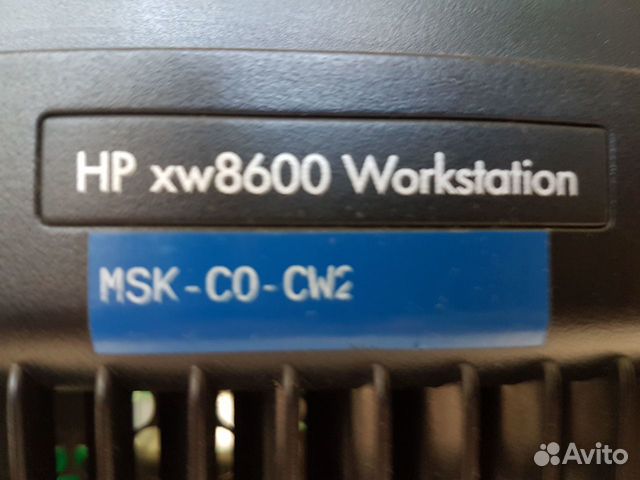 HP xw8600 Workstation
MSK-CO-CW2
Avito